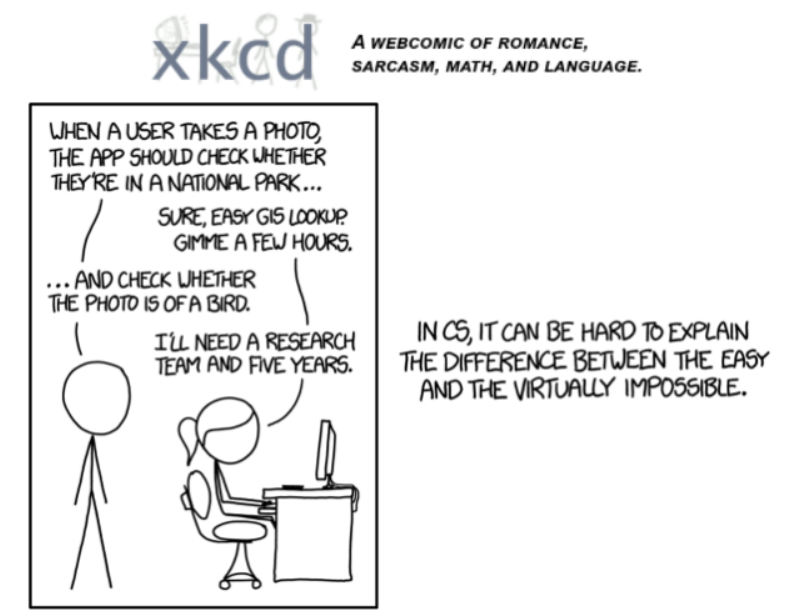 xkcd
A WEBCOMIC OF ROMANCE,
SARCASM, MATH, AND LANGUAGE.
WHEN A USER TAKES A PHOTO,
THE APP SHOULD CHECK WHETHER
THEY'RE IN A NATIONAL PARK...
SURE, EASY GIS LOOKUP.
GIMME A FEW HOURS.
...AND CHECK WHETHER
THE PHOTO IS OF A BIRD.
I'LL NEED A RESEARCH
TEAM AND FIVE YEARS.
IN CS, IT CAN BE HARD TO EXPLAIN
THE DIFFERENCE BETWEEN THE EASY
AND THE VIRTUALLY IMPOSSIBLE.